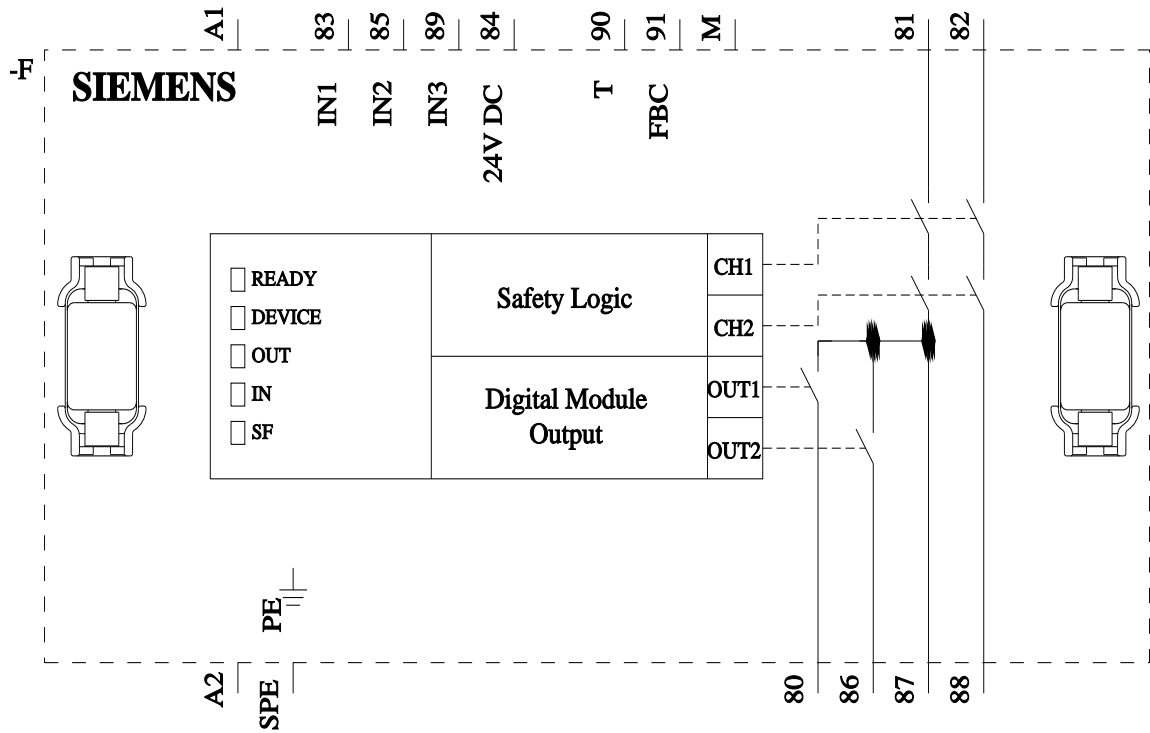 A1 83 85 89 84 90 91 M 81 82
-F
SIEMENS
IN1 IN2 IN3 24V DC T FBC
READY
DEVICE
OUT
IN
SF
Safety Logic
Digital Module
Output
CH1
CH2
OUT1
OUT2
PE
A2 SPE 80 86 87 88